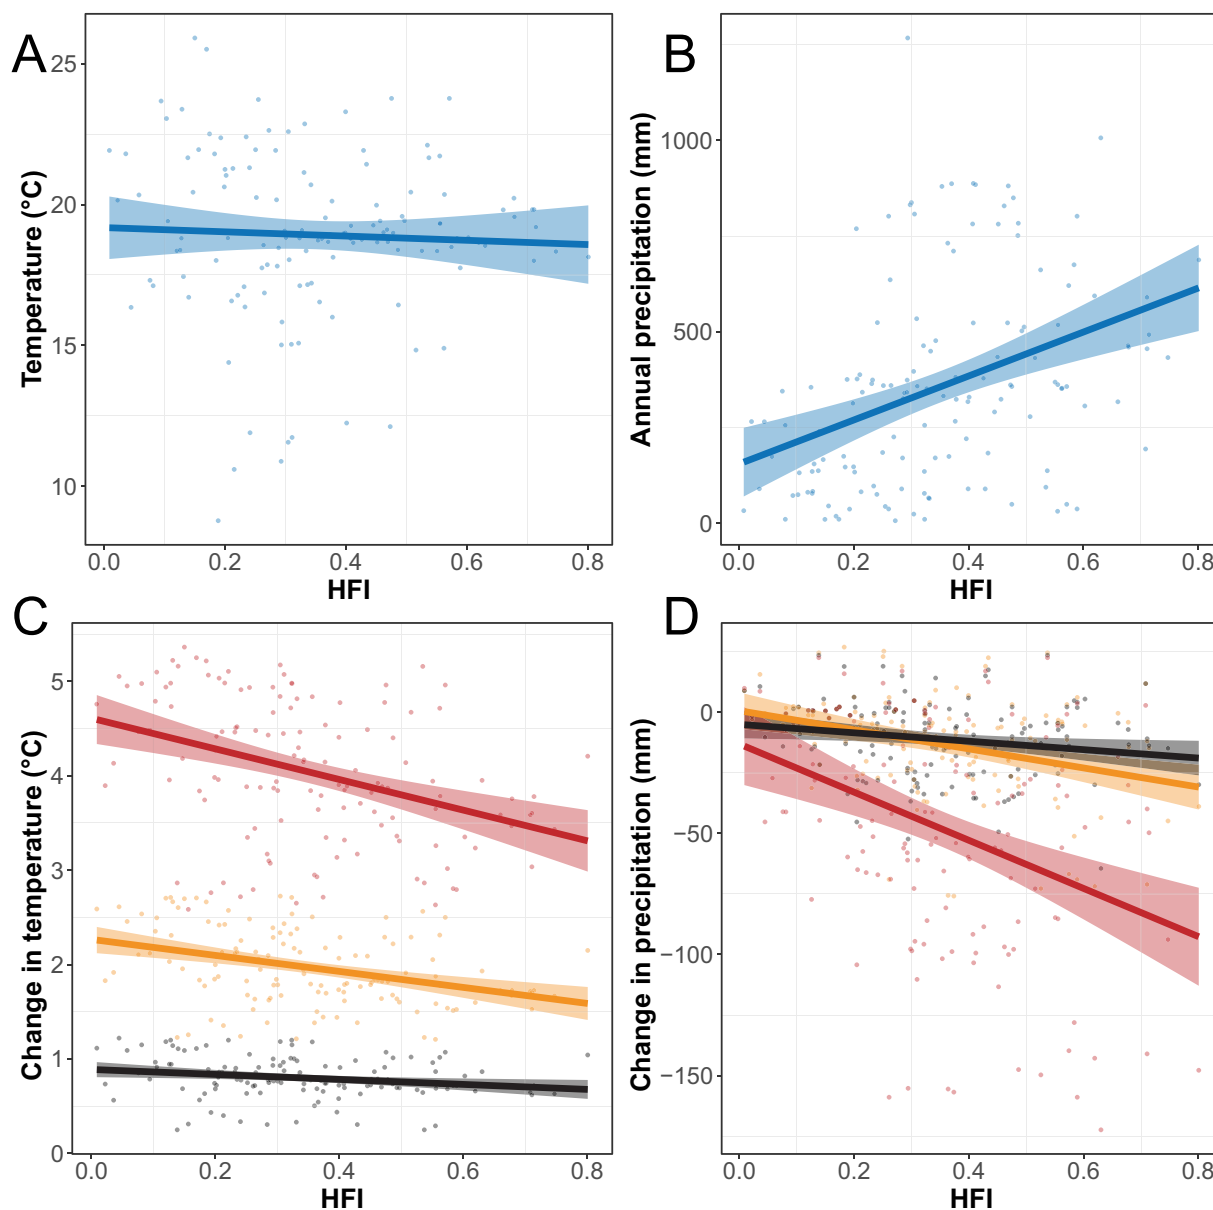 A
B
Temperature (°C)
25
20
15
10
0.0 0.2 0.4 0.6 0.8
HFI
Annual precipitation (mm)
1000
500
0
0.0 0.2 0.4 0.6 0.8
HFI
C
D
Change in temperature (°C)
5
4
3
2
1
0
0.0 0.2 0.4 0.6 0.8
HFI
Change in precipitation (mm)
0
−50
−100
−150
0.0 0.2 0.4 0.6 0.8
HFI